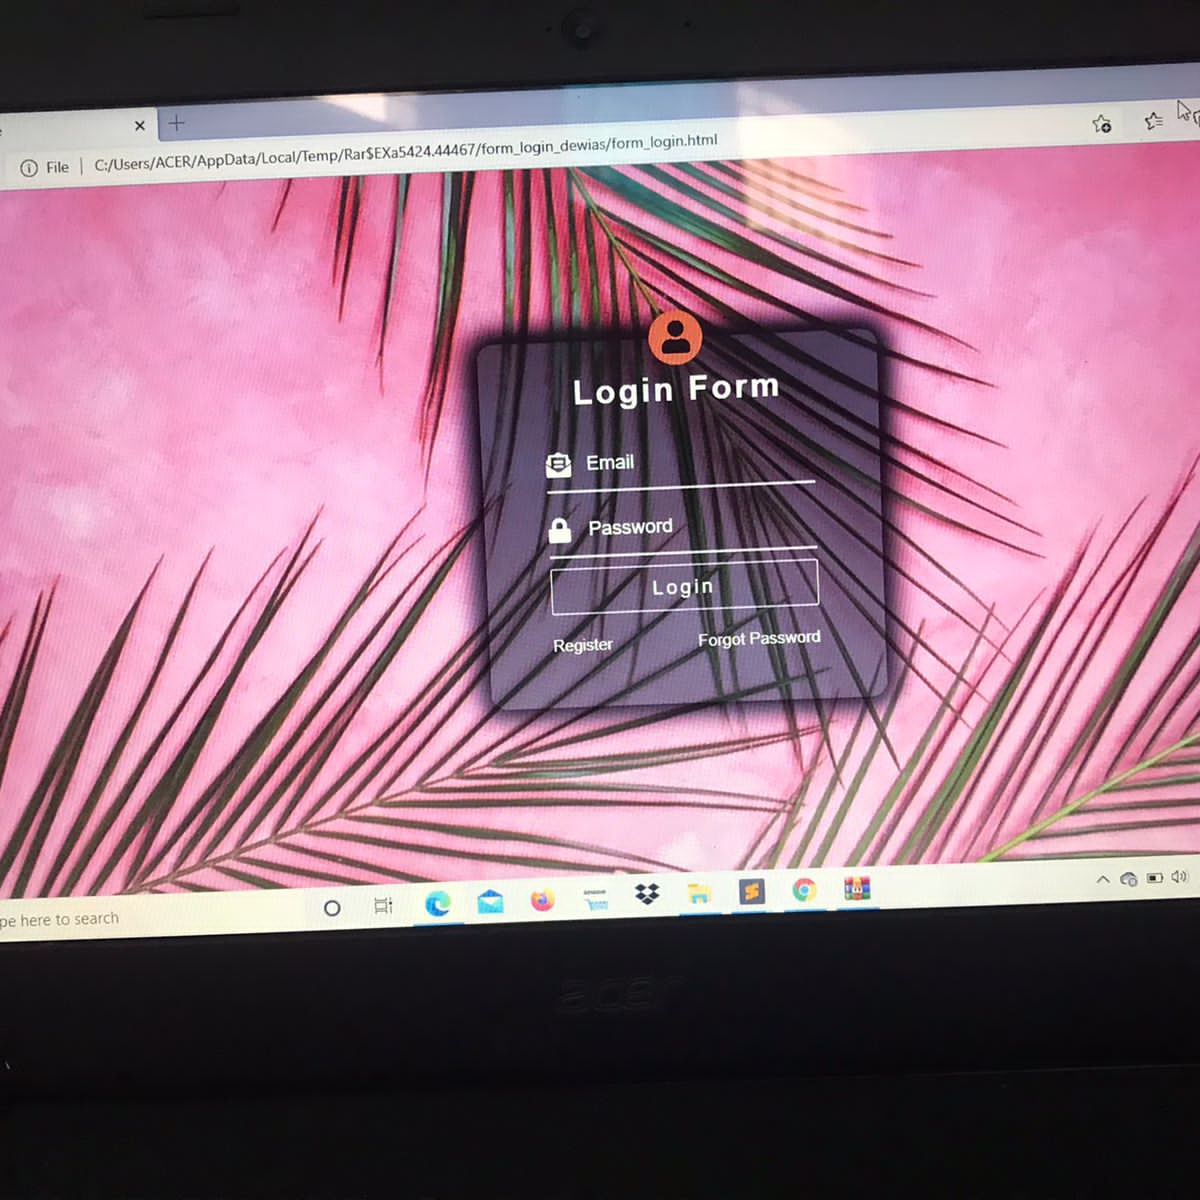 File | C:/Users/ACER/AppData/Local/Temp/Rar$EXa5424.44467/form_login_dewias/form_login.html
Login Form
Email
Password
Login
Register Forgot Password
pe here to search
acer